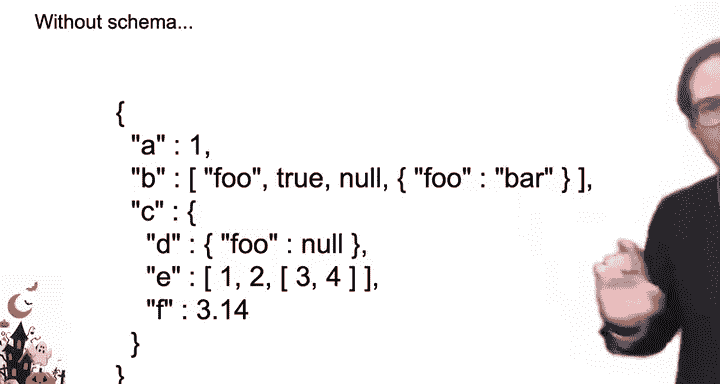 Without schema...
{
"a" : 1,
"b" : [ "foo", true, null, { "foo" : "bar" } ],
"c" : {
"d" : { "foo" : null },
"e" : [ 1, 2, [ 3, 4 ] ],
"f" : 3.14
}
}